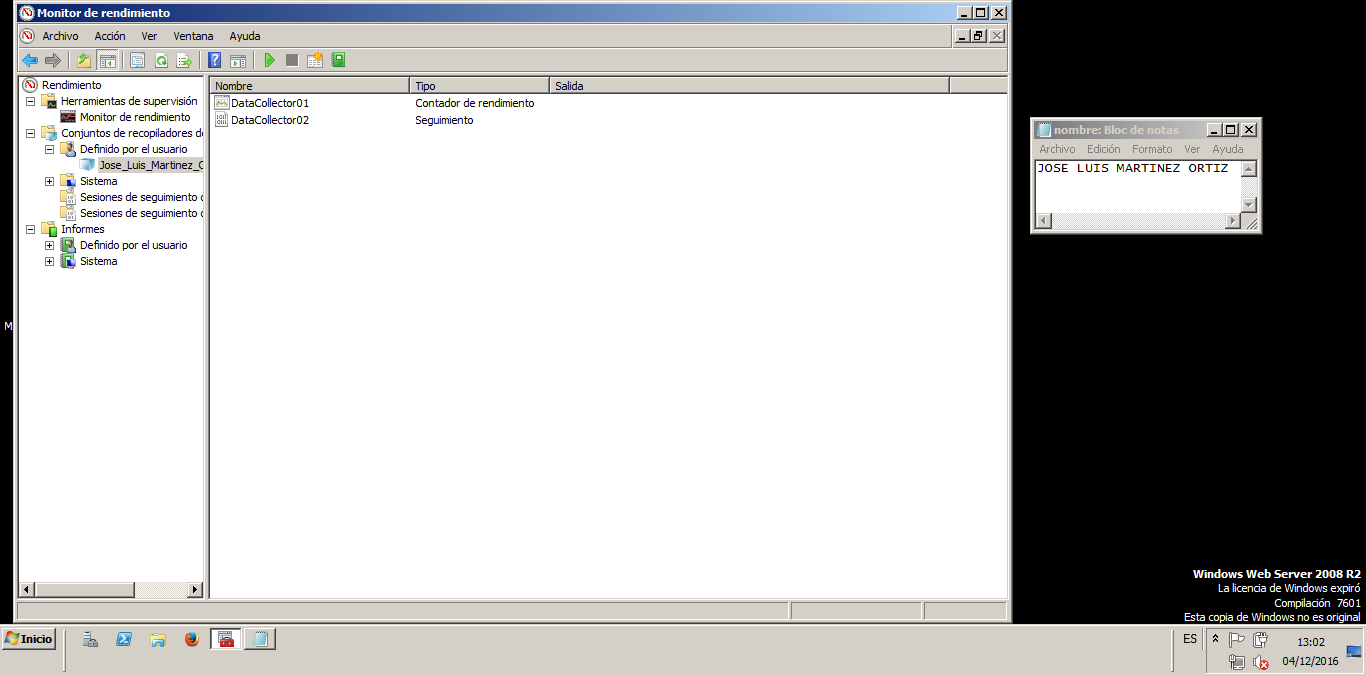 Monitor de rendimiento
Archivo Acción Ver Ventana Ayuda
Rendimiento
Herramientas de supervisión
Monitor de rendimiento
Conjuntos de recopiladores d
Definido por el usuario
Jose_Luis_Martinez_O
Sistema
Sesiones de seguimiento d
Sesiones de seguimiento d
Informes
Definido por el usuario
Sistema
Nombre Tipo Salida
DataCollector01 Contador de rendimiento
DataCollector02 Seguimiento
nombre: Bloc de notas
Archivo Edición Formato Ver Ayuda
JOSE LUIS MARTINEZ ORTIZ
M
Windows Web Server 2008 R2
La licencia de Windows expiró
Compilación 7601
Esta copia de Windows no es original
Inicio
ES
13:02
04/12/2016